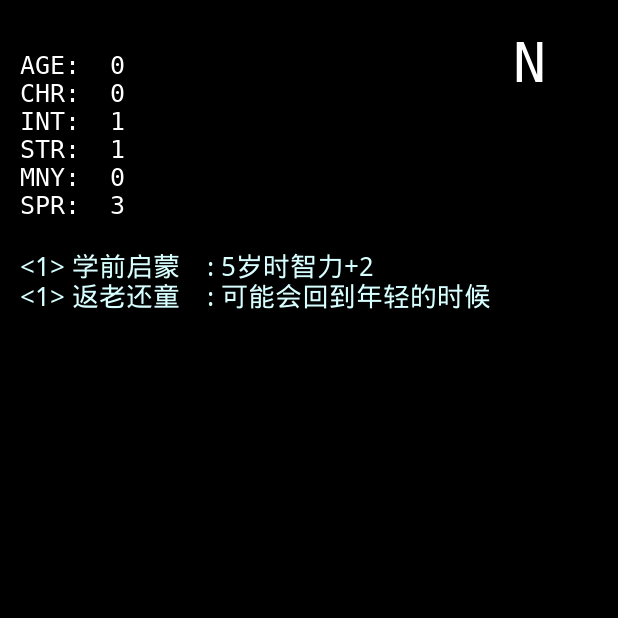 N
AGE: 0
CHR: 0
INT: 1
STR: 1
MNY: 0
SPR: 3
<1> 学前启蒙 : 5岁时智力+2
<1> 返老还童 : 可能会回到年轻的时候